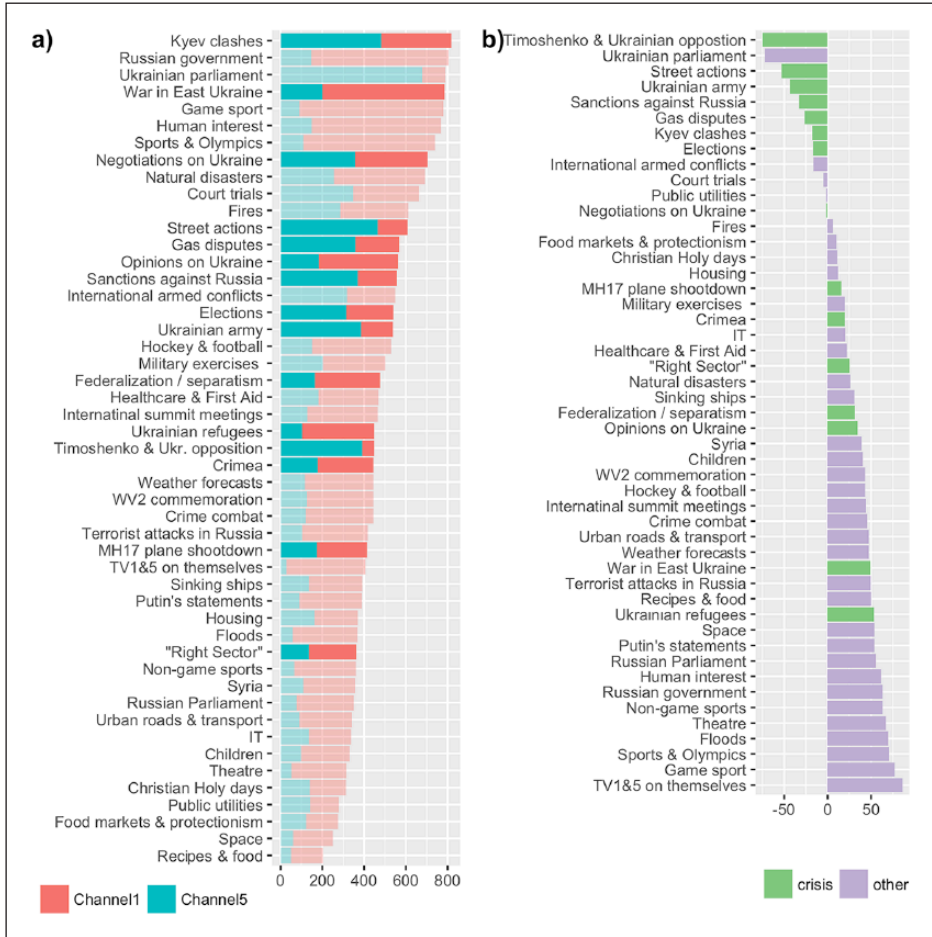 a)
Kyev clashes
Russian government
Ukrainian parliament
War in East Ukraine
Game sport
Human interest
Sports & Olympics
Negotiations on Ukraine
Natural disasters
Court trials
Fires
Street actions
Gas disputes
Opinions on Ukraine
Sanctions against Russia
International armed conflicts
Elections
Ukrainian army
Hockey & football
Military exercises
Federalization / separatism
Healthcare & First Aid
Internatinal summit meetings
Ukrainian refugees
Timoshenko & Ukr. opposition
Crimea
Weather forecasts
WV2 commemoration
Crime combat
Terrorist attacks in Russia
MH17 plane shootdown
TV1&5 on themselves
Sinking ships
Putin's statements
Housing
Floods
"Right Sector"
Non-game sports
Syria
Russian Parliament
Urban roads & transport
IT
Children
Theatre
Christian Holy days
Public utilities
Food markets & protectionism
Space
Recipes & food
0 200 400 600 800
Channel1 Channel5
b)
Timoshenko & Ukrainian oppostion
Ukrainian parliament
Street actions
Ukrainian army
Sanctions against Russia
Gas disputes
Kyev clashes
Elections
International armed conflicts
Court trials
Public utilities
Negotiations on Ukraine
Fires
Food markets & protectionism
Christian Holy days
Housing
MH17 plane shootdown
Military exercises
Crimea
IT
Healthcare & First Aid
"Right Sector"
Natural disasters
Sinking ships
Federalization / separatism
Opinions on Ukraine
Syria
Children
WV2 commemoration
Hockey & football
Internatinal summit meetings
Crime combat
Urban roads & transport
Weather forecasts
War in East Ukraine
Terrorist attacks in Russia
Recipes & food
Ukrainian refugees
Space
Putin's statements
Russian Parliament
Human interest
Russian government
Non-game sports
Theatre
Floods
Sports & Olympics
Game sport
TV1&5 on themselves
-50 0 50
crisis other